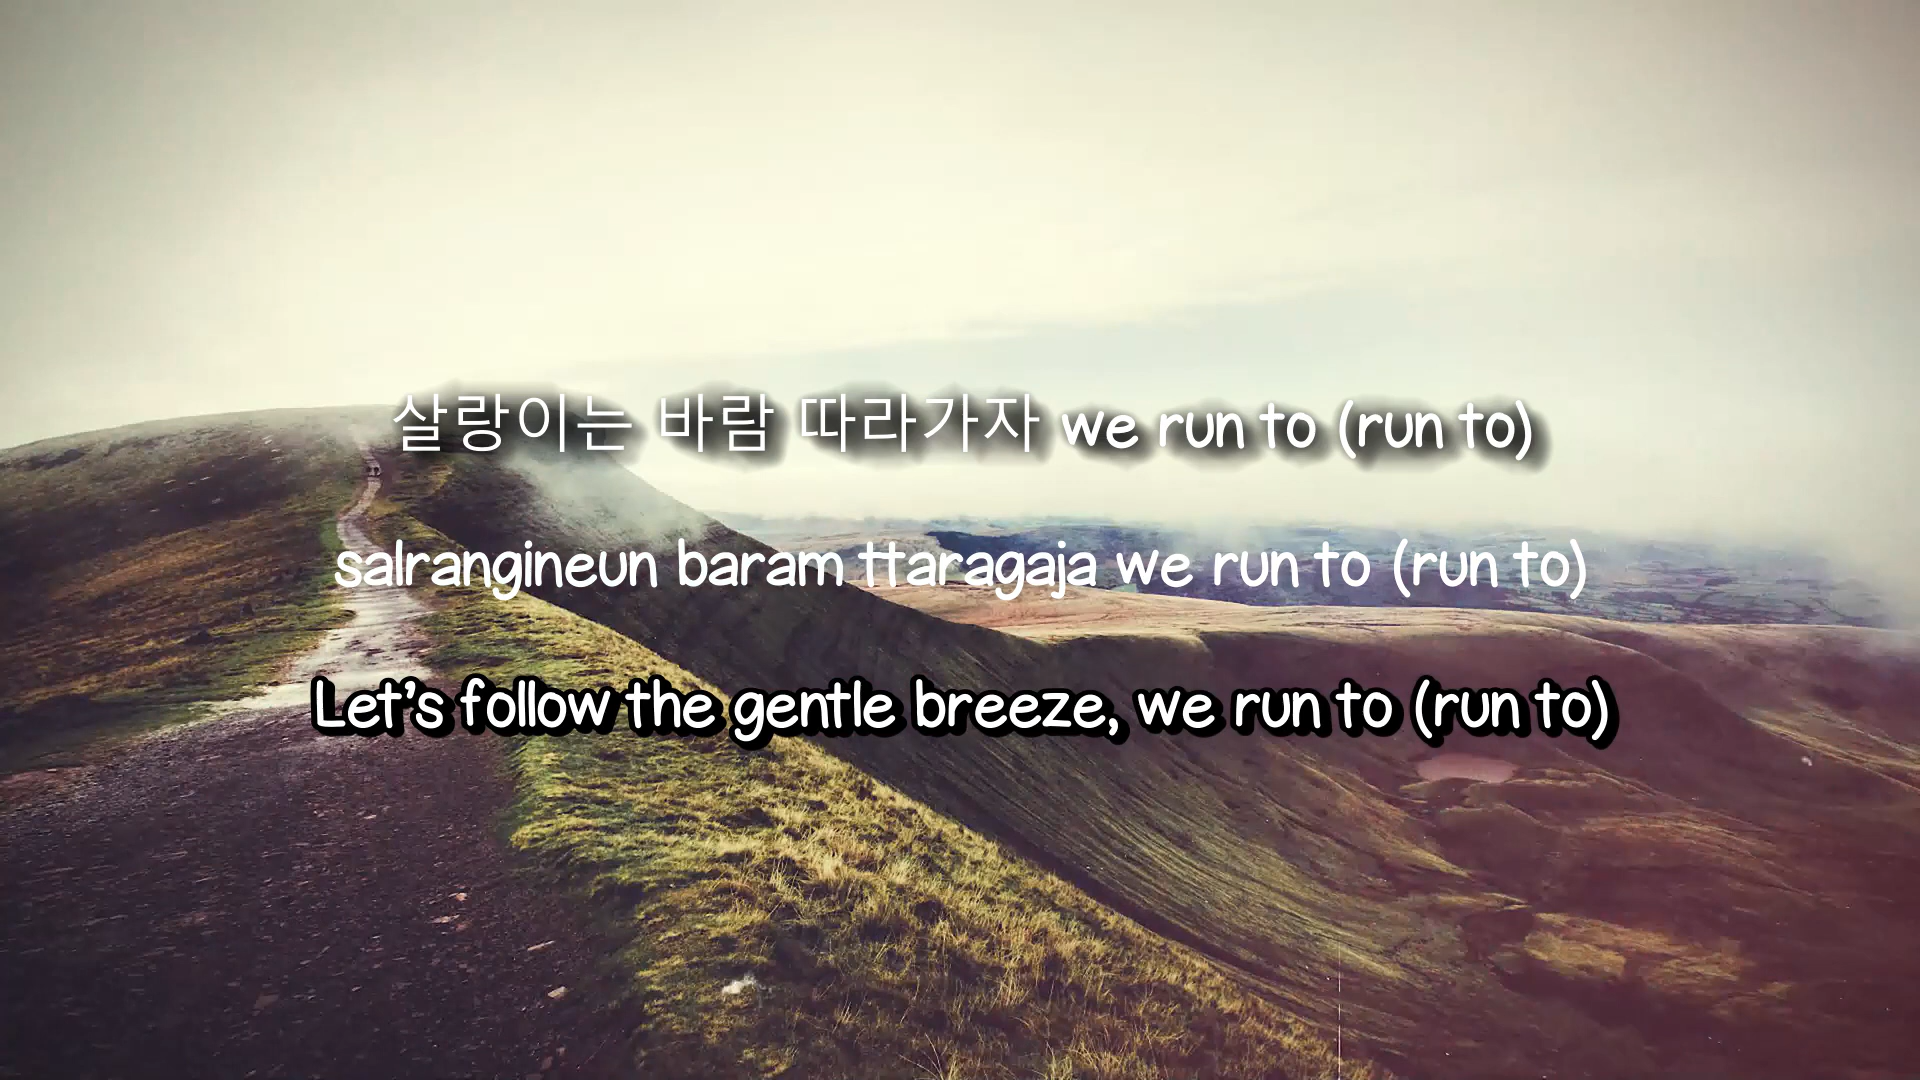 살랑이는 바람 따라가자 we run to (run to)
salrangineun baram ttaragaja we run to (run to)
Let's follow the gentle breeze, we run to (run to)